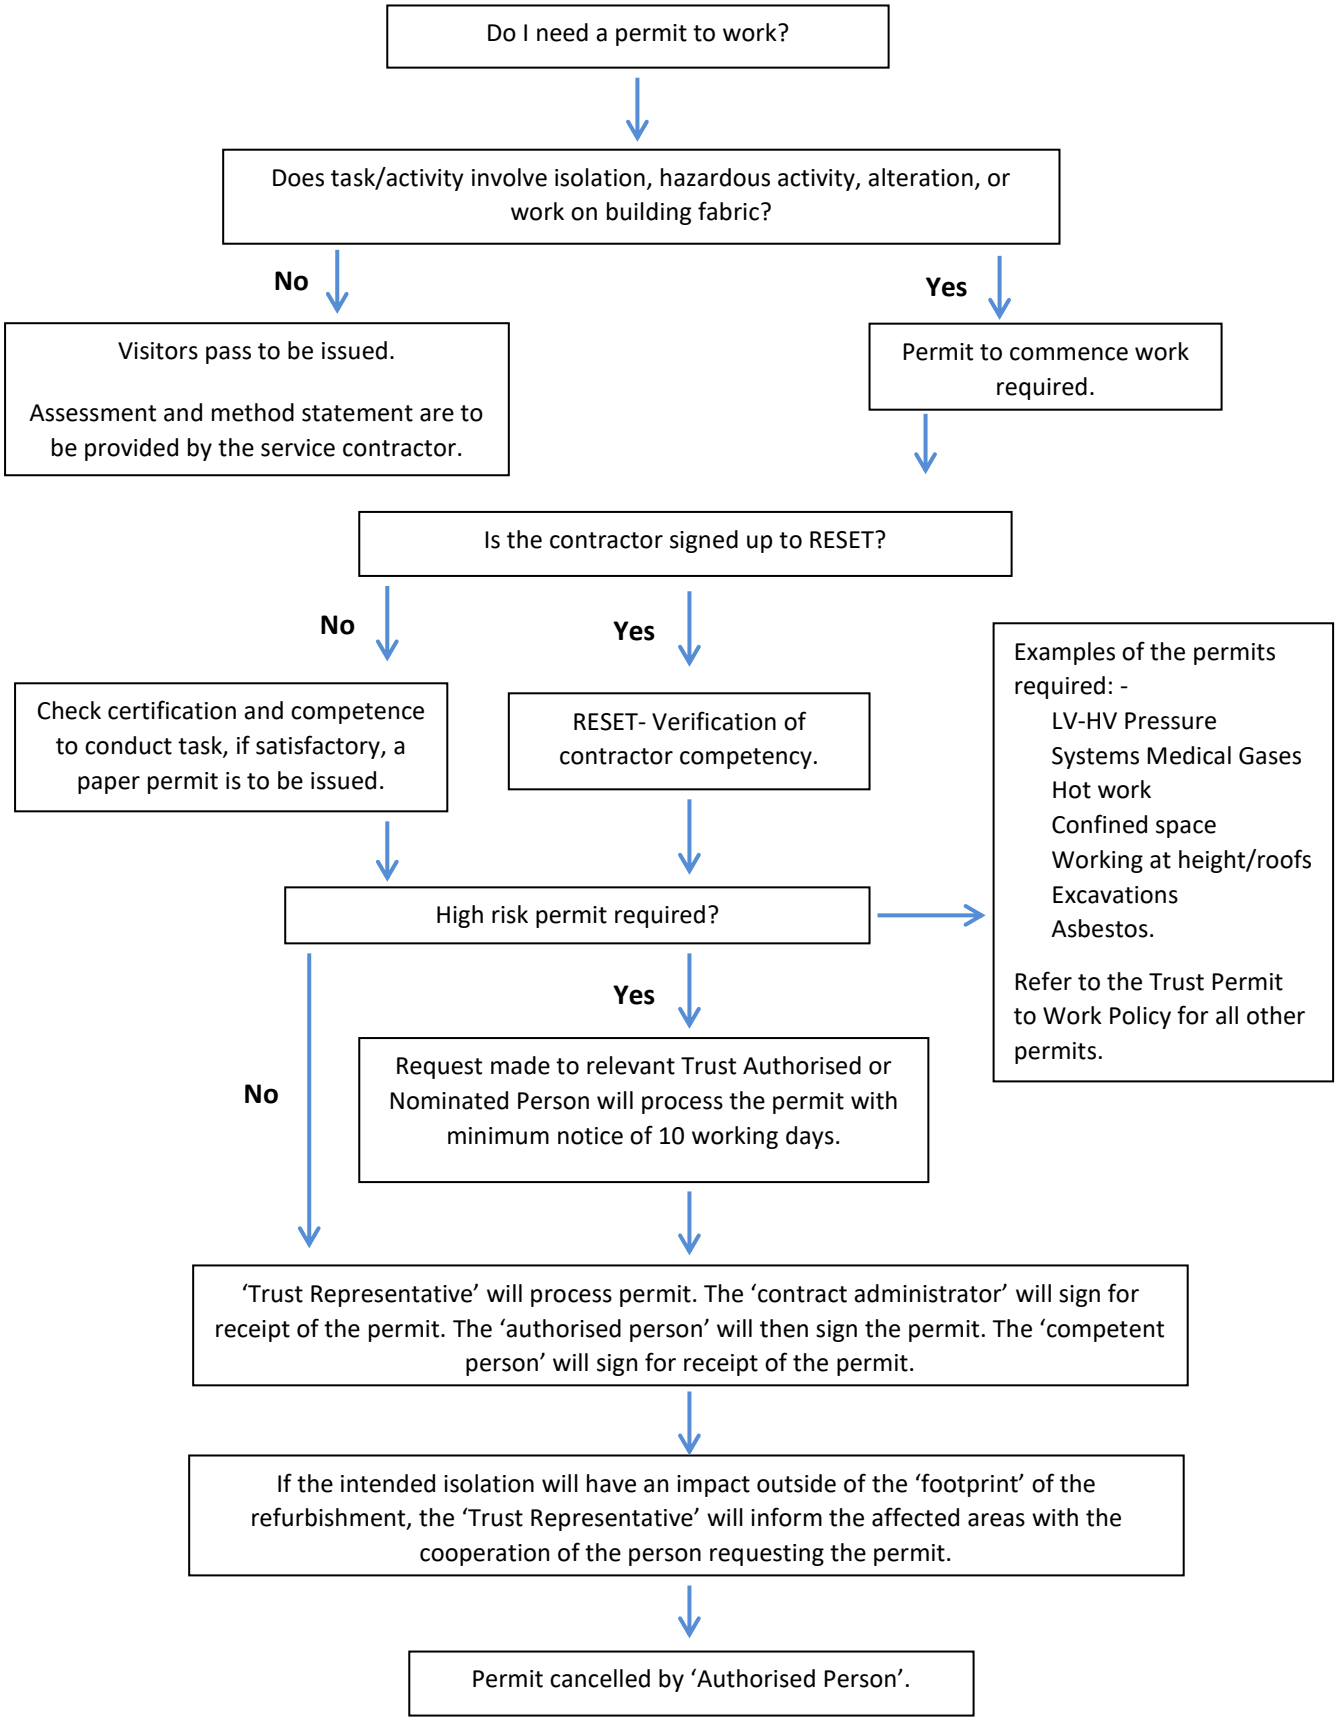 Do I need a permit to work?
Does task/activity involve isolation, hazardous activity, alteration, or
work on building fabric?
No
Yes
Visitors pass to be issued.
Assessment and method statement are to
be provided by the service contractor.
Permit to commence work
required.
Is the contractor signed up to RESET?
No
Yes
Check certification and competence
to conduct task, if satisfactory, a
paper permit is to be issued.
RESET- Verification of
contractor competency.
Examples of the permits
required: -
LV-HV Pressure
Systems Medical Gases
Hot work
Confined space
Working at height/roofs
Excavations
Asbestos.
Refer to the Trust Permit
to Work Policy for all other
permits.
High risk permit required?
Yes
No
Request made to relevant Trust Authorised or
Nominated Person will process the permit with
minimum notice of 10 working days.
‘Trust Representative’ will process permit. The ‘contract administrator’ will sign for
receipt of the permit. The ‘authorised person’ will then sign the permit. The ‘competent
person’ will sign for receipt of the permit.
If the intended isolation will have an impact outside of the ‘footprint’ of the
refurbishment, the ‘Trust Representative’ will inform the affected areas with the
cooperation of the person requesting the permit.
Permit cancelled by ‘Authorised Person’.